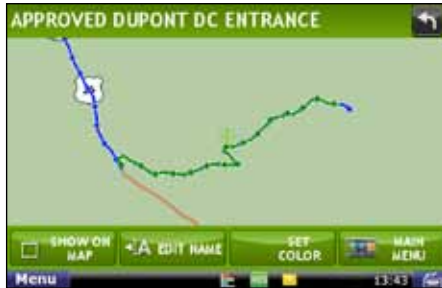 APPROVED DUPONT DC ENTRANCE
SHOW ON MAP
EDIT NAME
SET COLOR
MAIN MENU
Menu
13:43